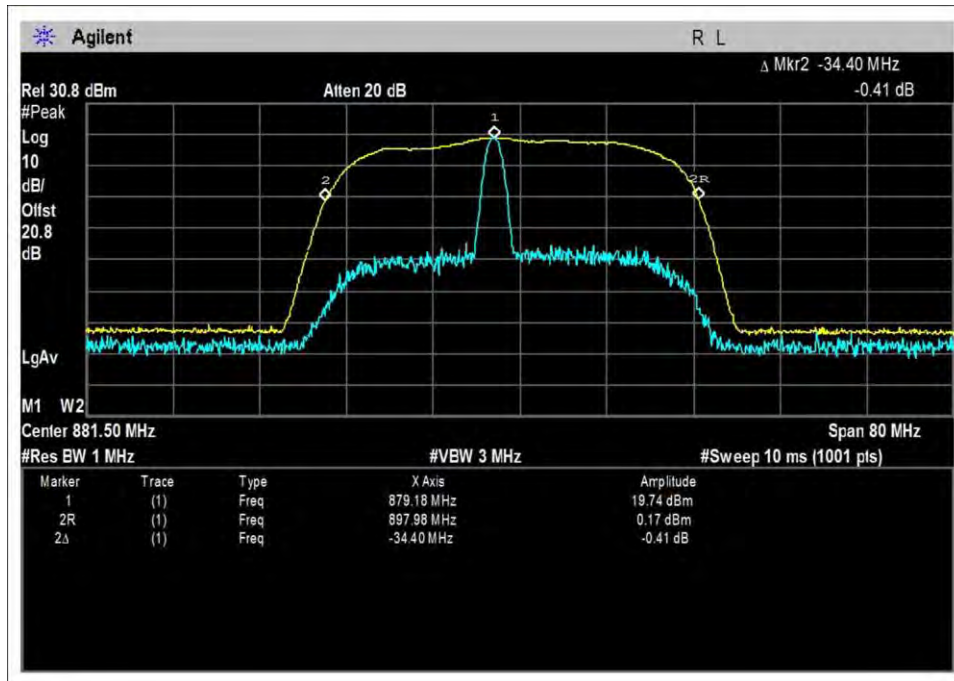 Agilent
R L
Δ Mkr2 -34.40 MHz
Rel 30.8 dBm Atten 20 dB -0.41 dB
#Peak
Log
10
dB/
Offst
20.8
dB
1
2
2R
LgAv
M1 W2
Center 881.50 MHz Span 80 MHz
#Res BW 1 MHz #VBW 3 MHz #Sweep 10 ms (1001 pts)
Marker Trace Type X Axis Amplitude
1 (1) Freq 879.18 MHz 19.74 dBm
2R (1) Freq 897.98 MHz 0.17 dBm
2Δ (1) Freq -34.40 MHz -0.41 dB